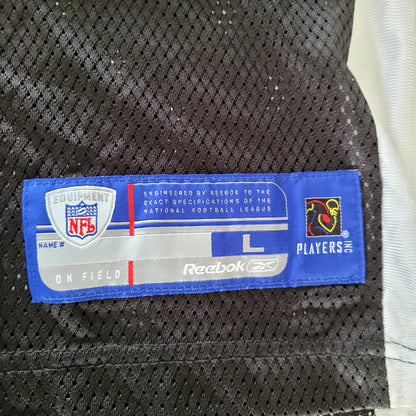 EQUIPMENT
NFL
NAME #
ON FIELD
ENGINEERED BY REEBOK TO THE
EXACT SPECIFICATIONS OF THE
NATIONAL FOOTBALL LEAGUE
L
Reebok
PLAYERS INC